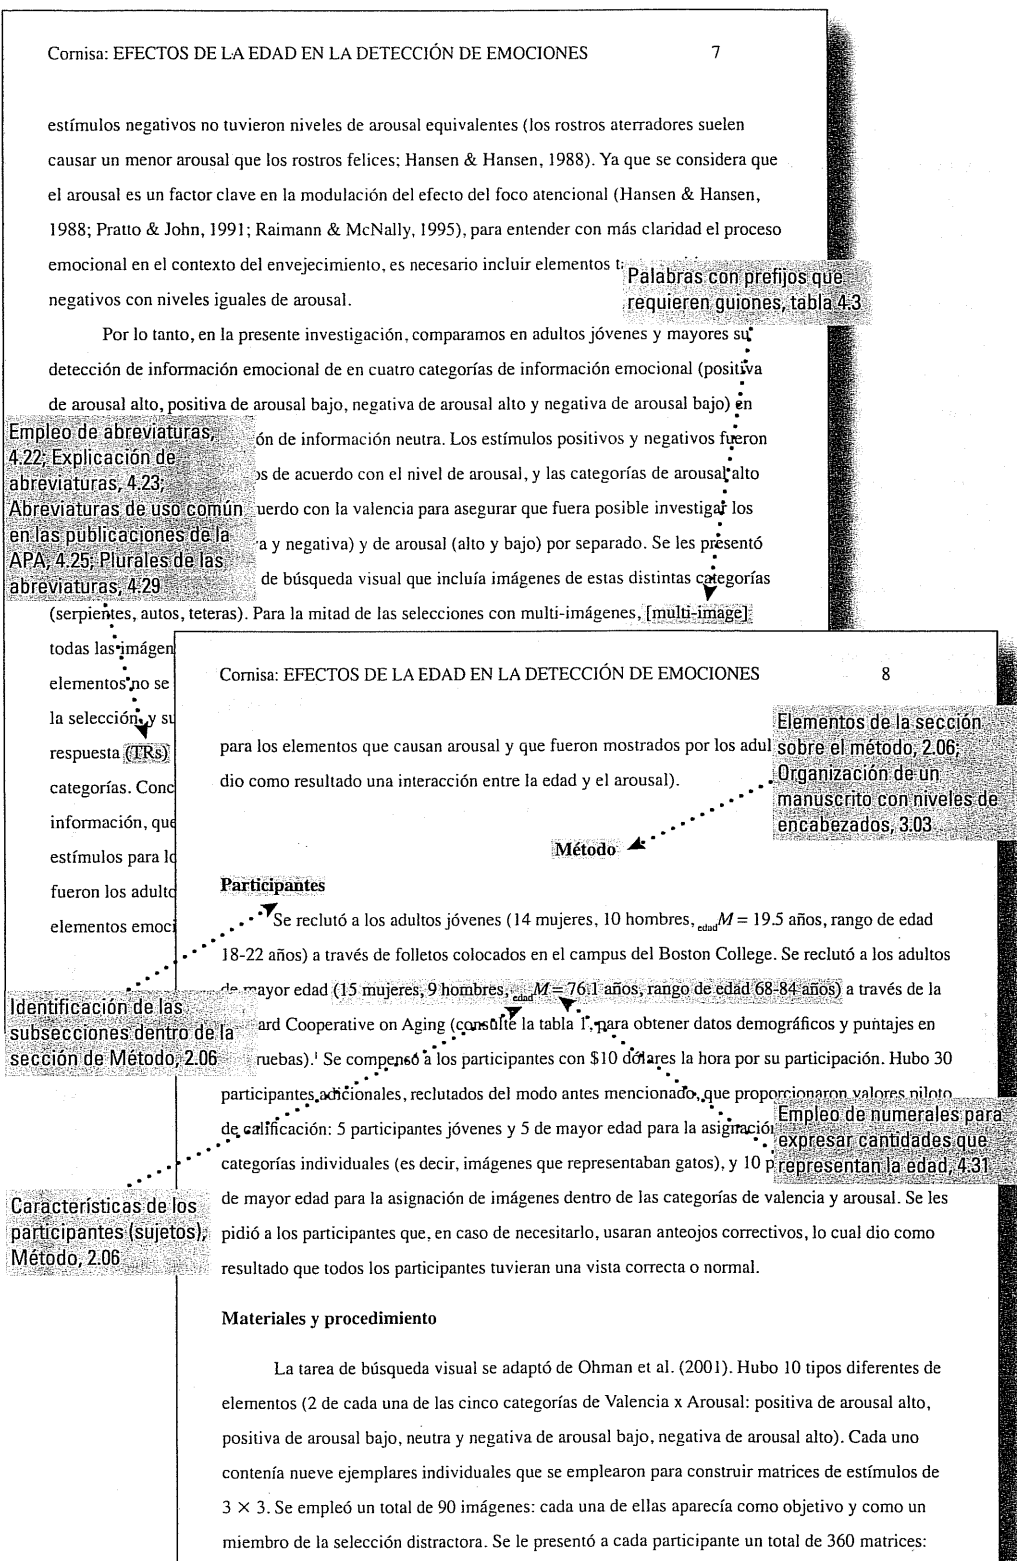 Cornisa: EFECTOS DE LA EDAD EN LA DETECCIÓN DE EMOCIONES 7
estímulos negativos no tuvieron niveles de arousal equivalentes (los rostros aterradores suelen
causar un menor arousal que los rostros felices; Hansen & Hansen, 1988). Ya que se considera que
el arousal es un factor clave en la modulación del efecto del foco atencional (Hansen & Hansen,
1988; Pratto & John, 1991; Raimann & McNally, 1995), para entender con más claridad el proceso
emocional en el contexto del envejecimiento, es necesario incluir elementos
negativos con niveles iguales de arousal.
Palabras con prefijos que
requieren guiones, tabla 4.3
Por lo tanto, en la presente investigación, comparamos en adultos jóvenes y mayores su
detección de información emocional de en cuatro categorías de información emocional (positiva
de arousal alto, positiva de arousal bajo, negativa de arousal alto y negativa de arousal bajo) en
ón de información neutra. Los estímulos positivos y negativos fueron
os de acuerdo con el nivel de arousal, y las categorías de arousal alto
uerdo con la valencia para asegurar que fuera posible investigar los
a y negativa) y de arousal (alto y bajo) por separado. Se les presentó
de búsqueda visual que incluía imágenes de estas distintas categorías
Empleo de abreviaturas,
4.22; Explicación de
abreviaturas, 4.23;
Abreviaturas de uso común
en las publicaciones de la
APA, 4.25; Plurales de las
abreviaturas, 4.29
(serpientes, autos, teteras). Para la mitad de las selecciones con multi-imágenes, [multi-image]
todas las imágen
elementos no se
la selección, y su
respuesta (TRs)
categorías. Conc
información, que
estímulos para lo
fueron los adulto
elementos emoci
Cornisa: EFECTOS DE LA EDAD EN LA DETECCIÓN DE EMOCIONES 8
para los elementos que causan arousal y que fueron mostrados por los adul
dio como resultado una interacción entre la edad y el arousal).
Elementos de la sección
sobre el método, 2.06;
Organización de un
manuscrito con niveles de
encabezados, 3.03
Método
Participantes
Se reclutó a los adultos jóvenes (14 mujeres, 10 hombres, edadM = 19.5 años, rango de edad
18-22 años) a través de folletos colocados en el campus del Boston College. Se reclutó a los adultos
de mayor edad (15 mujeres, 9 hombres, edadM = 76.1 años, rango de edad 68-84 años) a través de la
ard Cooperative on Aging (consulte la tabla 1, para obtener datos demográficos y puntajes en
ruebas).¹ Se compensó a los participantes con $10 dólares la hora por su participación. Hubo 30
participantes adicionales, reclutados del modo antes mencionado, que proporcionaron valores piloto
de calificación: 5 participantes jóvenes y 5 de mayor edad para la asignación
categorías individuales (es decir, imágenes que representaban gatos), y 10 p
de mayor edad para la asignación de imágenes dentro de las categorías de valencia y arousal. Se les
pidió a los participantes que, en caso de necesitarlo, usaran anteojos correctivos, lo cual dio como
resultado que todos los participantes tuvieran una vista correcta o normal.
Identificación de las
subsecciones dentro de la
sección de Método, 2.06
Empleo de numerales para
expresar cantidades que
representan la edad, 4.31
Características de los
participantes (sujetos),
Método, 2.06
Materiales y procedimiento
La tarea de búsqueda visual se adaptó de Ohman et al. (2001). Hubo 10 tipos diferentes de
elementos (2 de cada una de las cinco categorías de Valencia x Arousal: positiva de arousal alto,
positiva de arousal bajo, neutra y negativa de arousal bajo, negativa de arousal alto). Cada uno
contenía nueve ejemplares individuales que se emplearon para construir matrices de estímulos de
3 × 3. Se empleó un total de 90 imágenes: cada una de ellas aparecía como objetivo y como un
miembro de la selección distractora. Se le presentó a cada participante un total de 360 matrices: